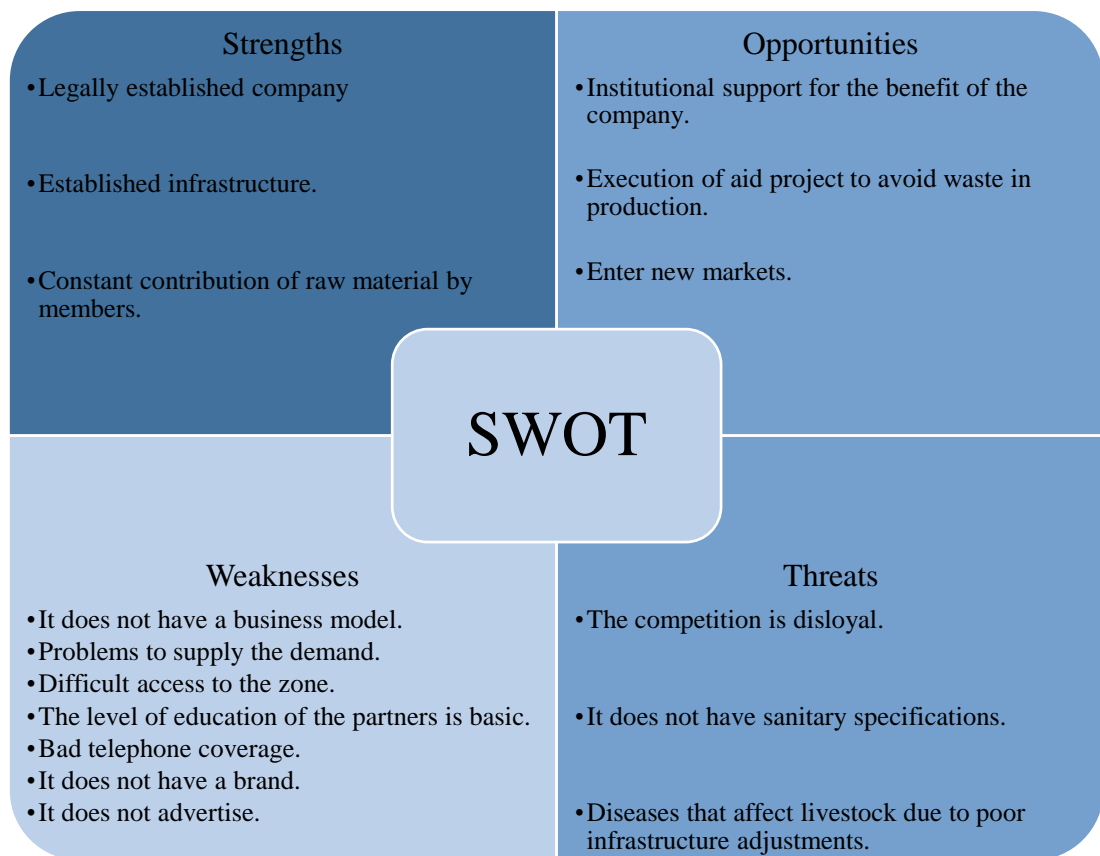 Strengths
•Legally established company
•Established infrastructure.
•Constant contribution of raw material by
members.
Opportunities
•Institutional support for the benefit of the
company.
•Execution of aid project to avoid waste in
production.
•Enter new markets.
SWOT
Weaknesses
•It does not have a business model.
•Problems to supply the demand.
•Difficult access to the zone.
•The level of education of the partners is basic.
•Bad telephone coverage.
•It does not have a brand.
•It does not advertise.
Threats
•The competition is disloyal.
•It does not have sanitary specifications.
•Diseases that affect livestock due to poor
infrastructure adjustments.